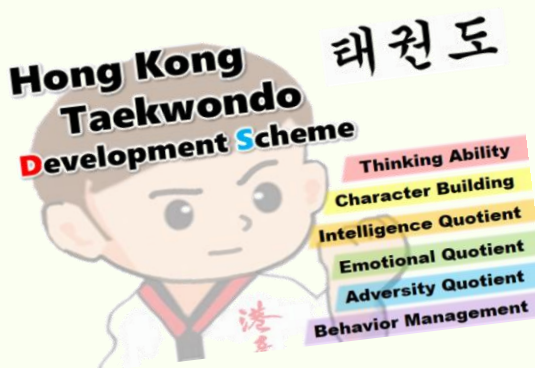 태권도
Hong Kong
Taekwondo
Development Scheme
Thinking Ability
Character Building
Intelligence Quotient
Emotional Quotient
Adversity Quotient
Behavior Management
港